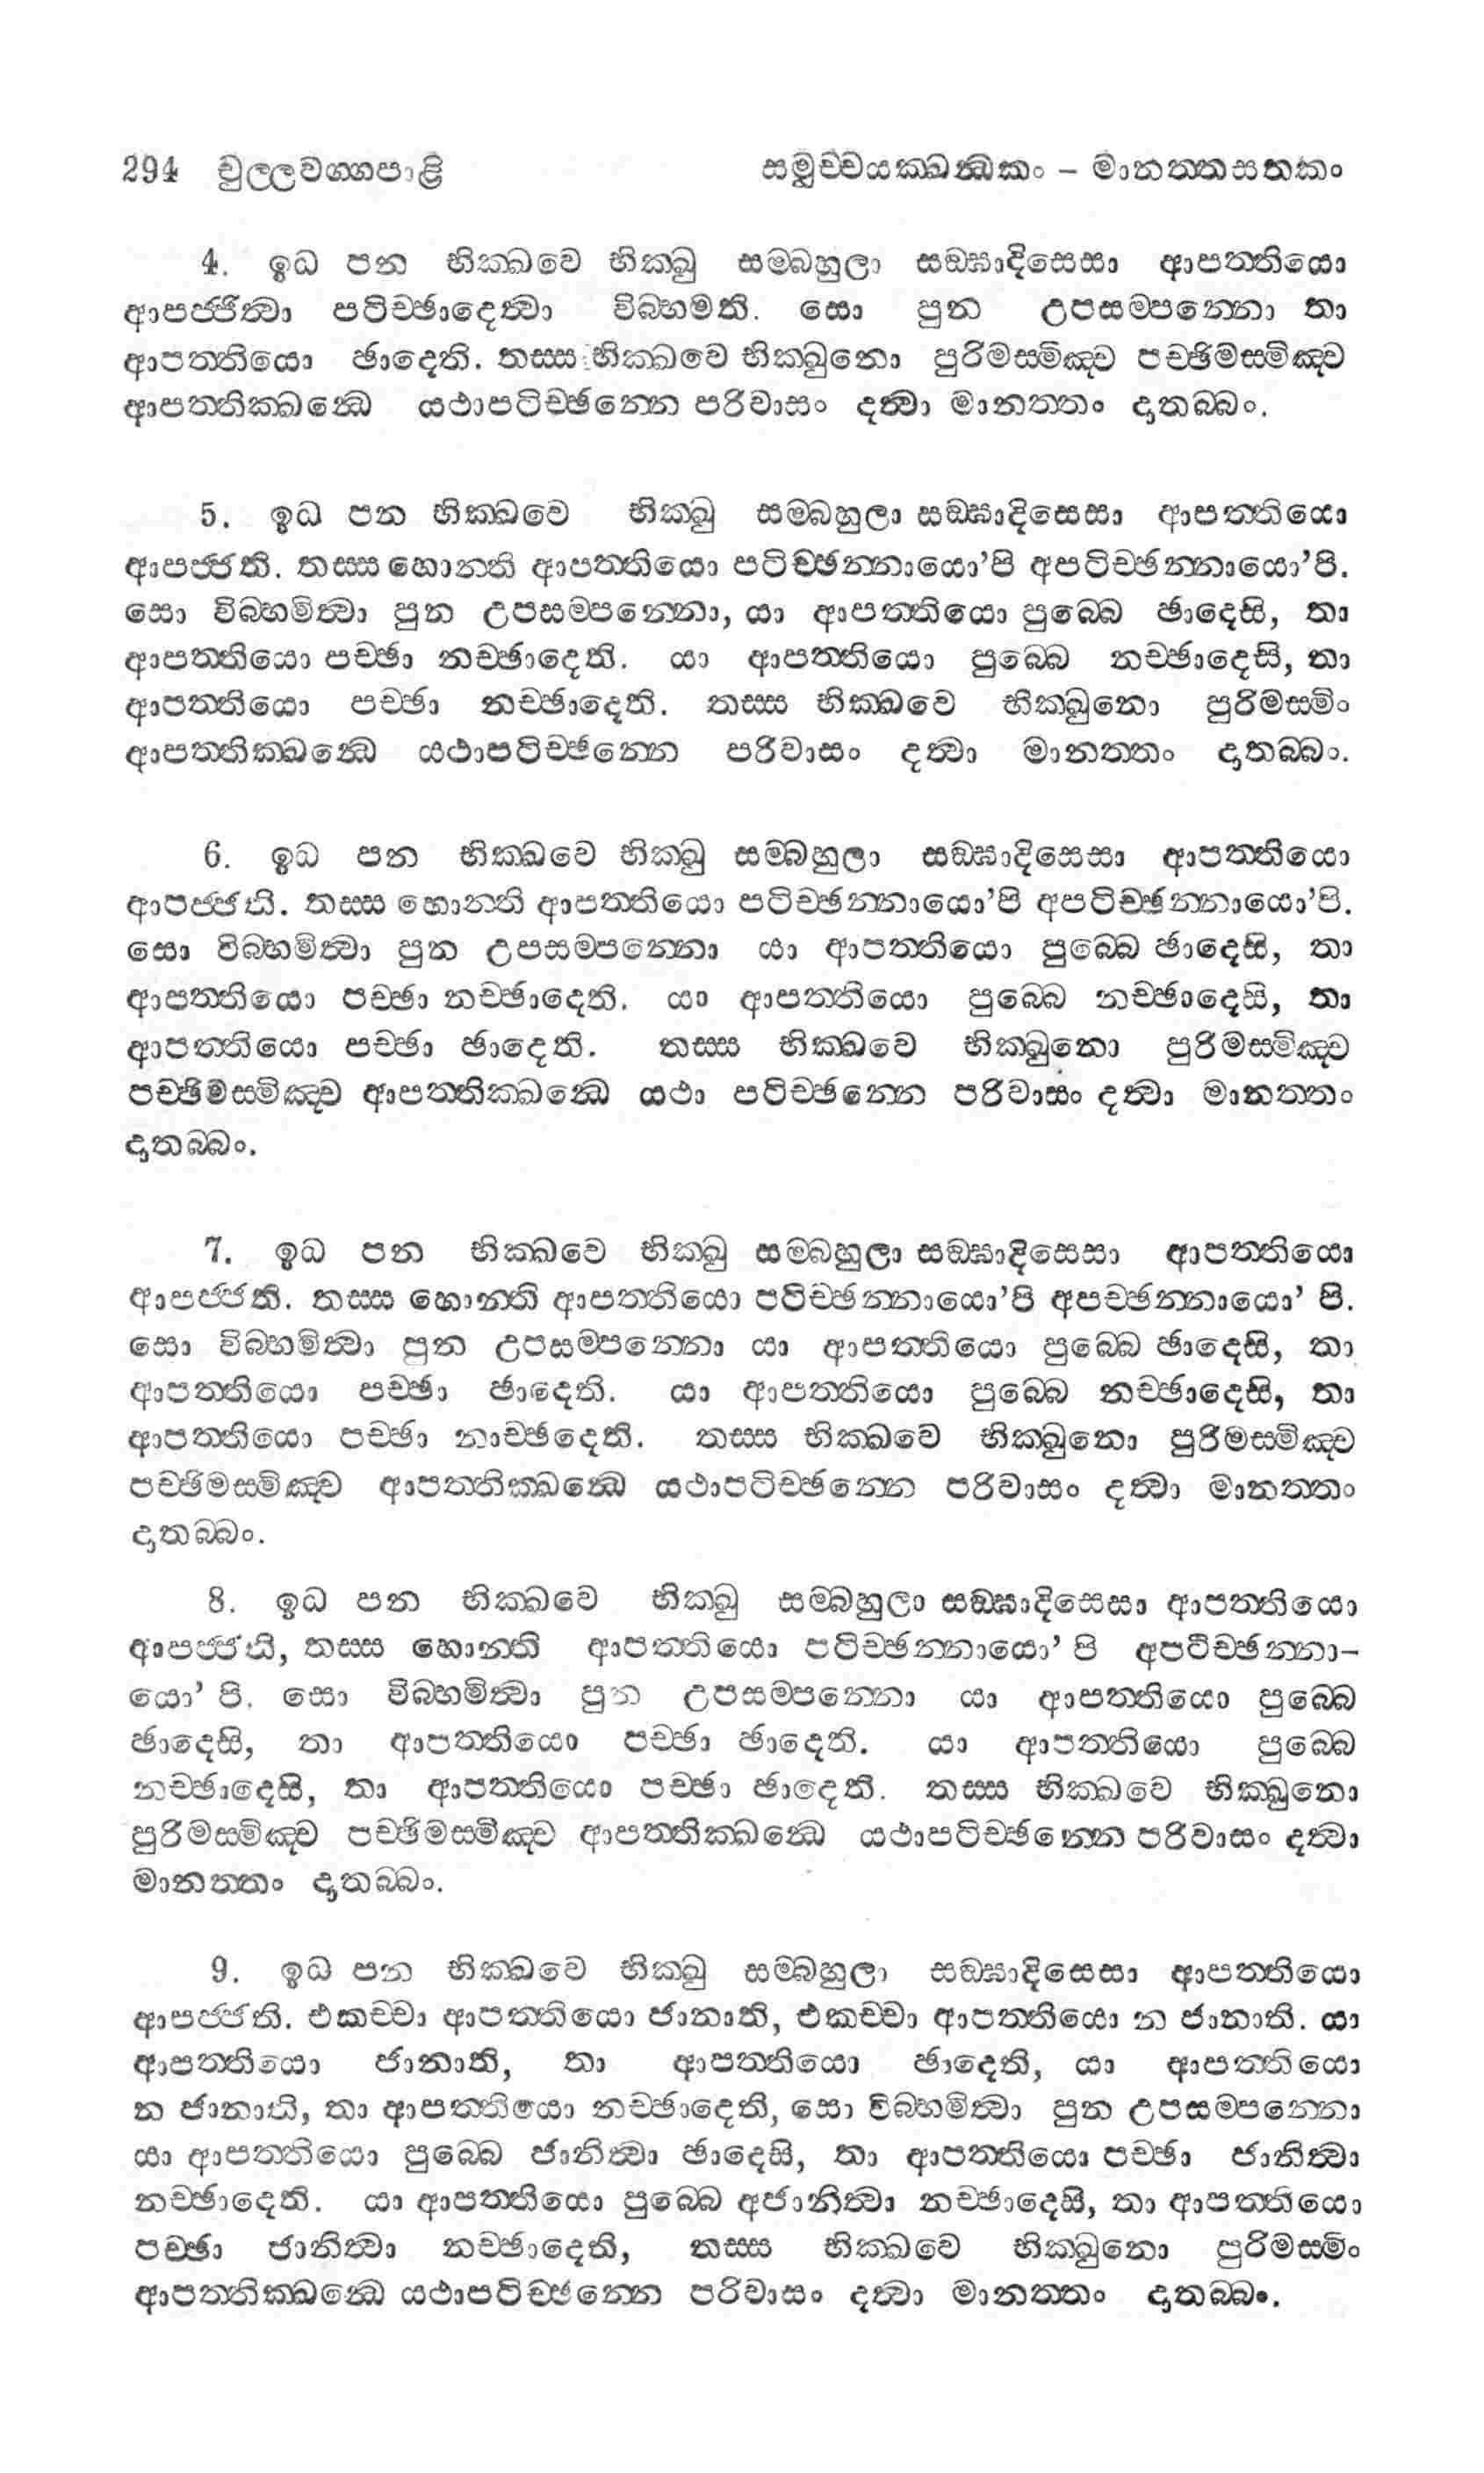 294 චුල්ලවග්ගපාළි සමුච්චයක්ඛන්ධකං – මානත්තසතකං
4. ඉධ පන භික්ඛවෙ භික්ඛු සම්බහුලා සඞ්ඝාදිසෙසා ආපත්තියො
ආපජ්ජිත්වා පටිච්ඡාදෙත්වා විබ්භමති. සො පුන උපසම්පන්නො තා
ආපත්තියො ඡාදෙති. තස්ස භික්ඛවෙ භික්ඛුනො පුරිමස්මිඤ්ච පච්ඡිමස්මිඤ්ච
ආපත්තික්ඛන්ධෙ යථාපටිච්ඡන්නෙ පරිවාසං දත්වා මානත්තං දාතබ්බං.
5. ඉධ පන භික්ඛවෙ භික්ඛු සම්බහුලා සඞ්ඝාදිසෙසා ආපත්තියො
ආපජ්ජති. තස්ස හොන්ති ආපත්තියො පටිච්ඡන්නායො’පි අපටිච්ඡන්නායො’පි.
සො විබ්භමිත්වා පුන උපසම්පන්නො, යා ආපත්තියො පුබ්බෙ ඡාදෙසි, තා
ආපත්තියො පච්ඡා නච්ඡාදෙති. යා ආපත්තියො පුබ්බෙ නච්ඡාදෙසි, තා
ආපත්තියො පච්ඡා නච්ඡාදෙති. තස්ස භික්ඛවෙ භික්ඛුනො පුරිමස්මිං
ආපත්තික්ඛන්ධෙ යථාපටිච්ඡන්නෙ පරිවාසං දත්වා මානත්තං දාතබ්බං.
6. ඉධ පන භික්ඛවෙ භික්ඛු සම්බහුලා සඞ්ඝාදිසෙසා ආපත්තියො
ආපජ්ජති. තස්ස හොන්ති ආපත්තියො පටිච්ඡන්නායො’පි අපටිච්ඡන්නායො’පි.
සො විබ්භමිත්වා පුන උපසම්පන්නො යා ආපත්තියො පුබ්බෙ ඡාදෙසි, තා
ආපත්තියො පච්ඡා නච්ඡාදෙති. යා ආපත්තියො පුබ්බෙ නච්ඡාදෙසි, තා
ආපත්තියො පච්ඡා ඡාදෙති. තස්ස භික්ඛවෙ භික්ඛුනො පුරිමස්මිඤ්ච
පච්ඡිමස්මිඤ්ච ආපත්තික්ඛන්ධෙ යථා පටිච්ඡන්නෙ පරිවාසං දත්වා මානත්තං
දාතබ්බං.
7. ඉධ පන භික්ඛවෙ භික්ඛු සම්බහුලා සඞ්ඝාදිසෙසා ආපත්තියො
ආපජ්ජති. තස්ස හොන්ති ආපත්තියො පටිච්ඡන්නායො’පි අපච්ඡන්නායො’ පි.
සො විබ්භමිත්වා පුන උපසම්පන්නො යා ආපත්තියො පුබ්බෙ ඡාදෙසි, තා
ආපත්තියො පච්ඡා ඡාදෙති. යා ආපත්තියො පුබ්බෙ නච්ඡාදෙසි, තා
ආපත්තියො පච්ඡා නාච්ඡදෙති. තස්ස භික්ඛවෙ භික්ඛුනො පුරිමස්මිඤ්ච
පච්ඡිමස්මිඤ්ච ආපත්තික්ඛන්ධෙ යථාපටිච්ඡන්නෙ පරිවාසං දත්වා මානත්තං
දාතබ්බං.
8. ඉධ පන භික්ඛවෙ භික්ඛු සම්බහුලා සඞ්ඝාදිසෙසා ආපත්තියො
ආපජ්ජති, තස්ස හොන්ති ආපත්තියො පටිච්ඡන්නායො’ පි අපටිච්ඡන්නා–
යො’ පි. සො විබ්භමිත්වා පුන උපසම්පන්නො යා ආපත්තියො පුබ්බෙ
ඡාදෙසි, තා ආපත්තියො පච්ඡා ඡාදෙති. යා ආපත්තියො පුබ්බෙ
නච්ඡාදෙසි, තා ආපත්තියො පච්ඡා ඡාදෙති. තස්ස භික්ඛවෙ භික්ඛුනො
පුරිමස්මිඤ්ච පච්ඡිමස්මිඤ්ච ආපත්තික්ඛන්ධෙ යථාපටිච්ඡන්නෙ පරිවාසං දත්වා
මානත්තං දාතබ්බං.
9. ඉධ පන භික්ඛවෙ භික්ඛු සම්බහුලා සඞ්ඝාදිසෙසා ආපත්තියො
ආපජ්ජති. එකච්චා ආපත්තියො ජානාති, එකච්චා ආපත්තියො න ජානාති. යා
ආපත්තියො ජානාති, තා ආපත්තියො ඡාදෙති, යා ආපත්තියො
න ජානාති, තා ආපත්තියො නච්ඡාදෙති, සො විබ්භමිත්වා පුන උපසම්පන්නො
යා ආපත්තියො පුබ්බෙ ජානිත්වා ඡාදෙසි, තා ආපත්තියො පච්ඡා ජානිත්වා
නච්ඡාදෙති. යා ආපත්තියො පුබ්බෙ අජානිත්වා නච්ඡාදෙසි, තා ආපත්තියො
පච්ඡා ජානිත්වා නච්ඡාදෙති, තස්ස භික්ඛවෙ භික්ඛුනො පුරිමස්මිං
ආපත්තික්ඛන්ධෙ යථාපටිච්ඡන්නෙ පරිවාසං දත්වා මානත්තං දාතබ්බං.